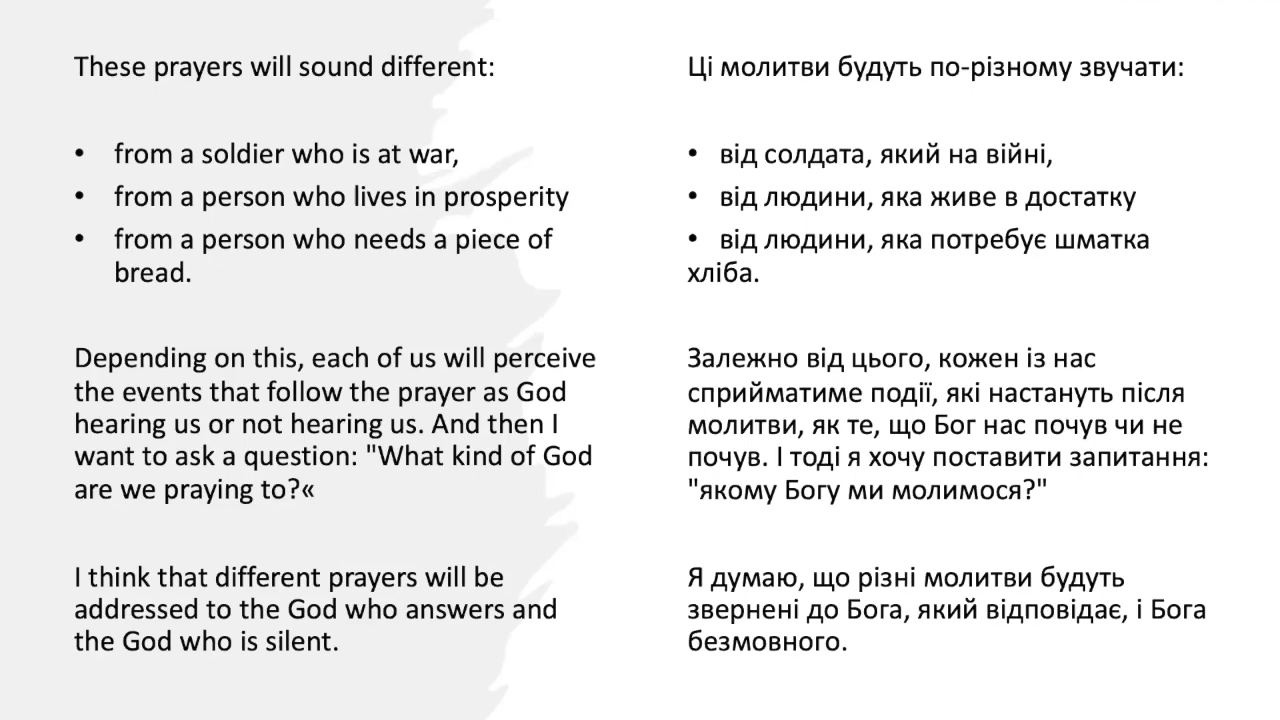 These prayers will sound different:
• from a soldier who is at war,
• from a person who lives in prosperity
• from a person who needs a piece of
bread.
Depending on this, each of us will perceive
the events that follow the prayer as God
hearing us or not hearing us. And then I
want to ask a question: "What kind of God
are we praying to?«
I think that different prayers will be
addressed to the God who answers and
the God who is silent.
Ці молитви будуть по-різному звучати:
• від солдата, який на війні,
• від людини, яка живе в достатку
• від людини, яка потребує шматка
хліба.
Залежно від цього, кожен із нас
сприйматиме події, які настануть після
молитви, як те, що Бог нас почув чи не
почув. І тоді я хочу поставити запитання:
"якому Богу ми молимося?"
Я думаю, що різні молитви будуть
звернені до Бога, який відповідає, і Бога
безмовного.